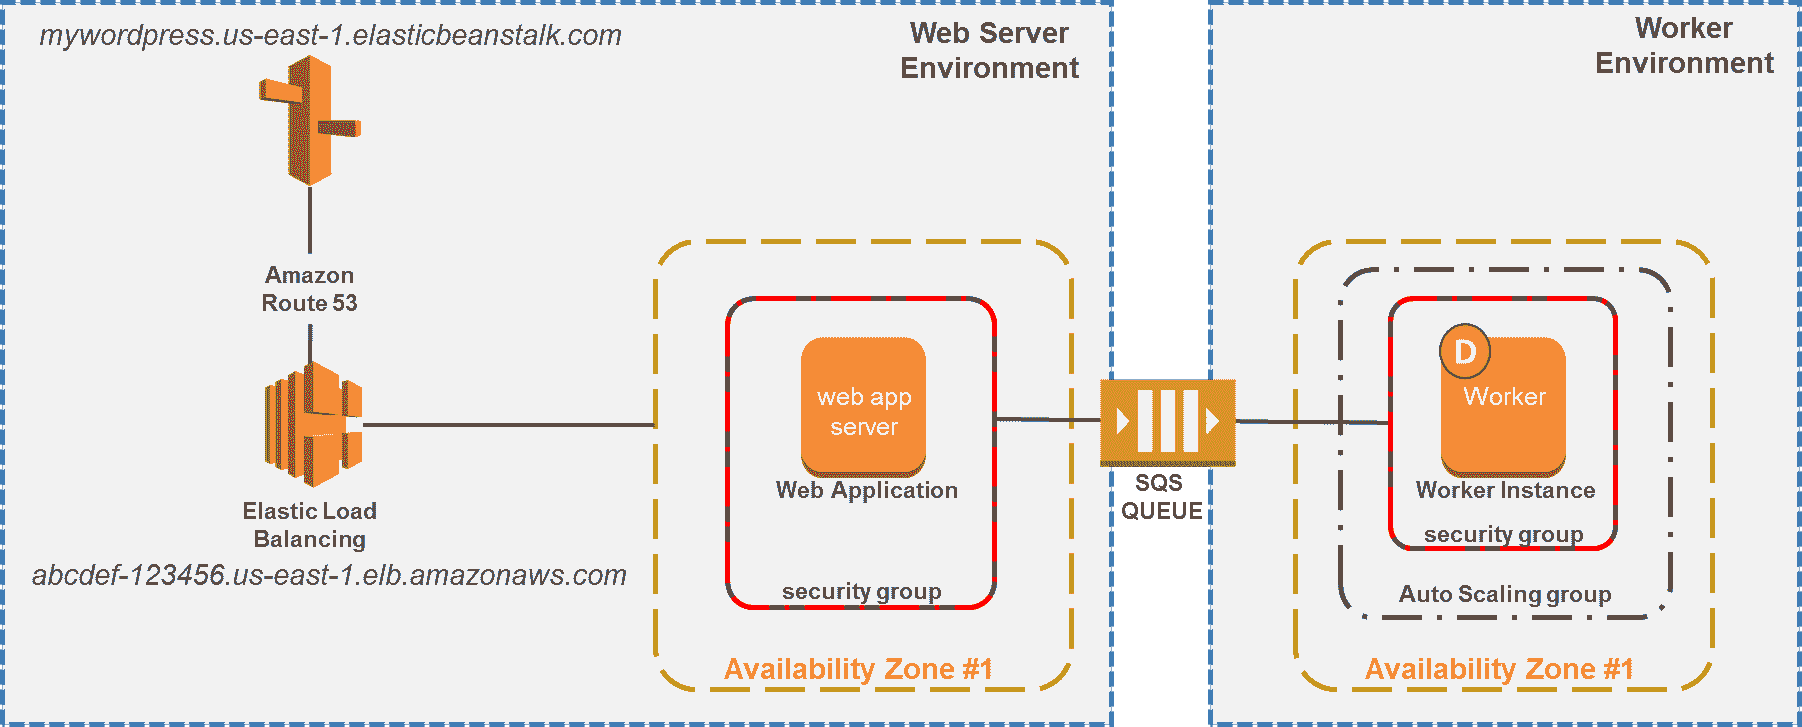 mywordpress.us-east-1.elasticbeanstalk.com
Web Server
Environment
Worker
Environment
Amazon
Route 53
Elastic Load
Balancing
abcdef-123456.us-east-1.elb.amazonaws.com
web app
server
Web Application
security group
Availability Zone #1
SQS
QUEUE
D
Worker
Worker Instance
security group
Auto Scaling group
Availability Zone #1